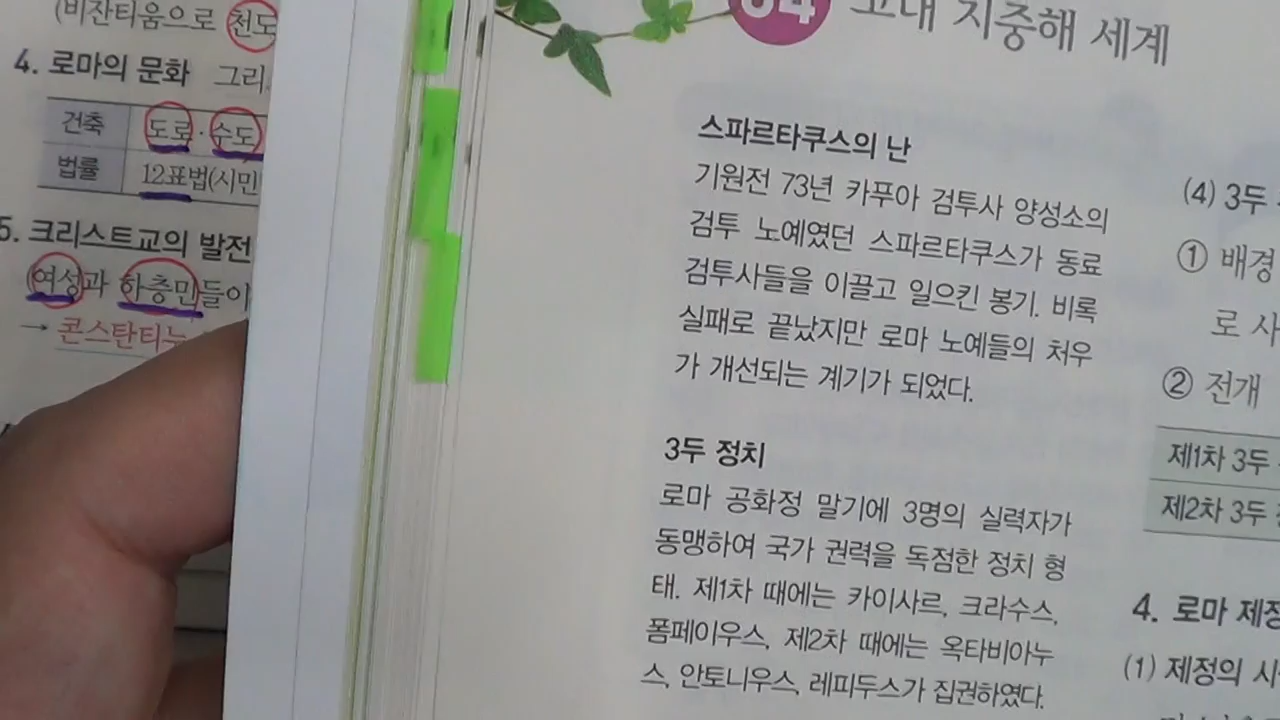 (비잔티움으로 천도
4. 로마의 문화 그리
건축 도로·수도
법률 12표법(시민
5. 크리스트교의 발전
(여성과 하층민들이
→ 콘스탄티누
04 고대 지중해 세계
스파르타쿠스의 난
기원전 73년 카푸아 검투사 양성소의
검투 노예였던 스파르타쿠스가 동료
검투사들을 이끌고 일으킨 봉기. 비록
실패로 끝났지만 로마 노예들의 처우
가 개선되는 계기가 되었다.
3두 정치
로마 공화정 말기에 3명의 실력자가
동맹하여 국가 권력을 독점한 정치 형
태. 제1차 때에는 카이사르, 크라수스,
폼페이우스, 제2차 때에는 옥타비아누
스, 안토니우스, 레피두스가 집권하였다.
(4) 3두
① 배경
로 사
② 전개
제1차 3두
제2차 3두
4. 로마 제정
(1) 제정의 시